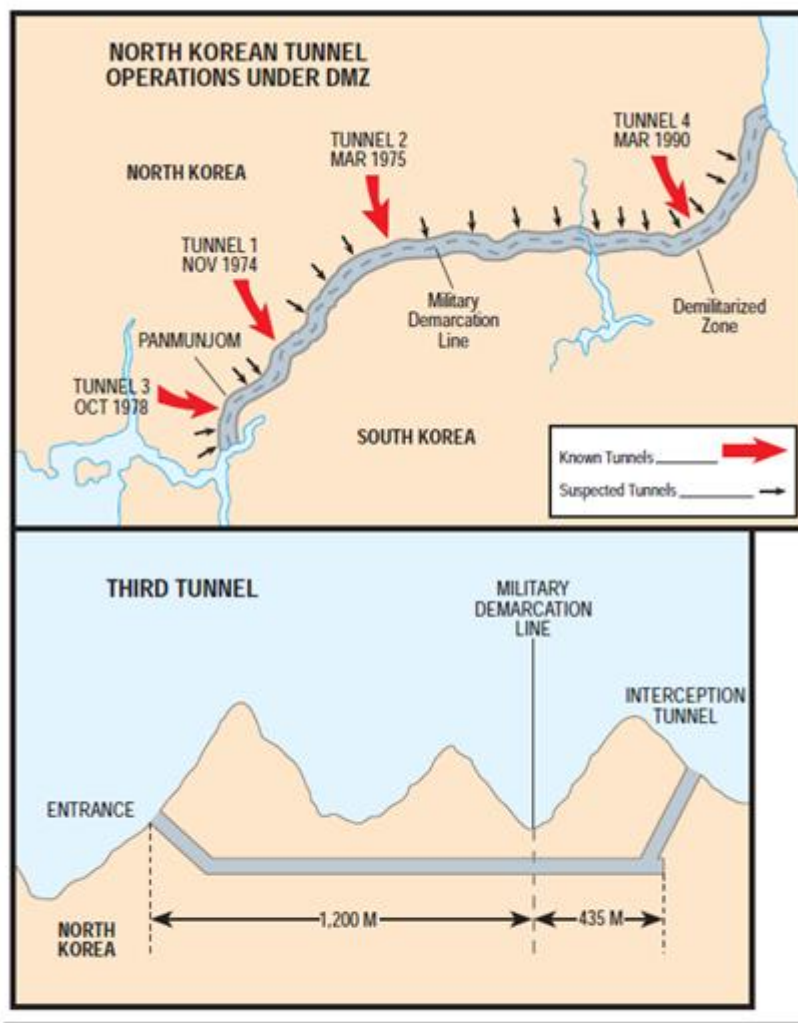 NORTH KOREAN TUNNEL
OPERATIONS UNDER DMZ
TUNNEL 4
MAR 1990
TUNNEL 2
MAR 1975
NORTH KOREA
TUNNEL 1
NOV 1974
Military
Demarcation
Line
Demilitarized
Zone
PANMUNJOM
TUNNEL 3
OCT 1978
SOUTH KOREA
Known Tunnels
Suspected Tunnels
THIRD TUNNEL
MILITARY
DEMARCATION
LINE
INTERCEPTION
TUNNEL
ENTRANCE
1,200 M
435 M
NORTH
KOREA